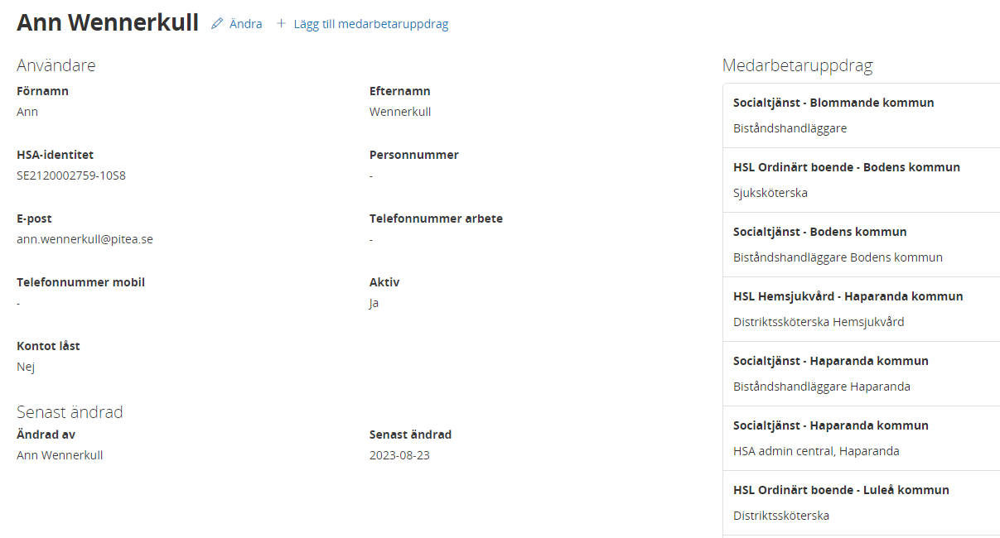 Ann Wennerkull Ändra + Lägg till medarbetaruppdrag
Användare
Förnamn Efternamn
Ann Wennerkull
HSA-identitet Personnummer
SE2120002759-10S8 -
E-post Telefonnummer arbete
ann.wennerkull@pitea.se -
Telefonnummer mobil Aktiv
- Ja
Kontot låst
Nej
Senast ändrad
Ändrad av Senast ändrad
Ann Wennerkull 2023-08-23
Medarbetaruppdrag
Socialtjänst - Blommande kommun
Biståndshandläggare
HSL Ordinärt boende - Bodens kommun
Sjuksköterska
Socialtjänst - Bodens kommun
Biståndshandläggare Bodens kommun
HSL Hemsjukvård - Haparanda kommun
Distriktssköterska Hemsjukvård
Socialtjänst - Haparanda kommun
Biståndshandläggare Haparanda
Socialtjänst - Haparanda kommun
HSA admin central, Haparanda
HSL Ordinärt boende - Luleå kommun
Distriktssköterska